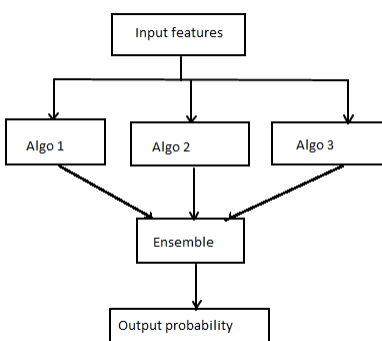 Input features
Algo 1
Algo 2
Algo 3
Ensemble
Output probability